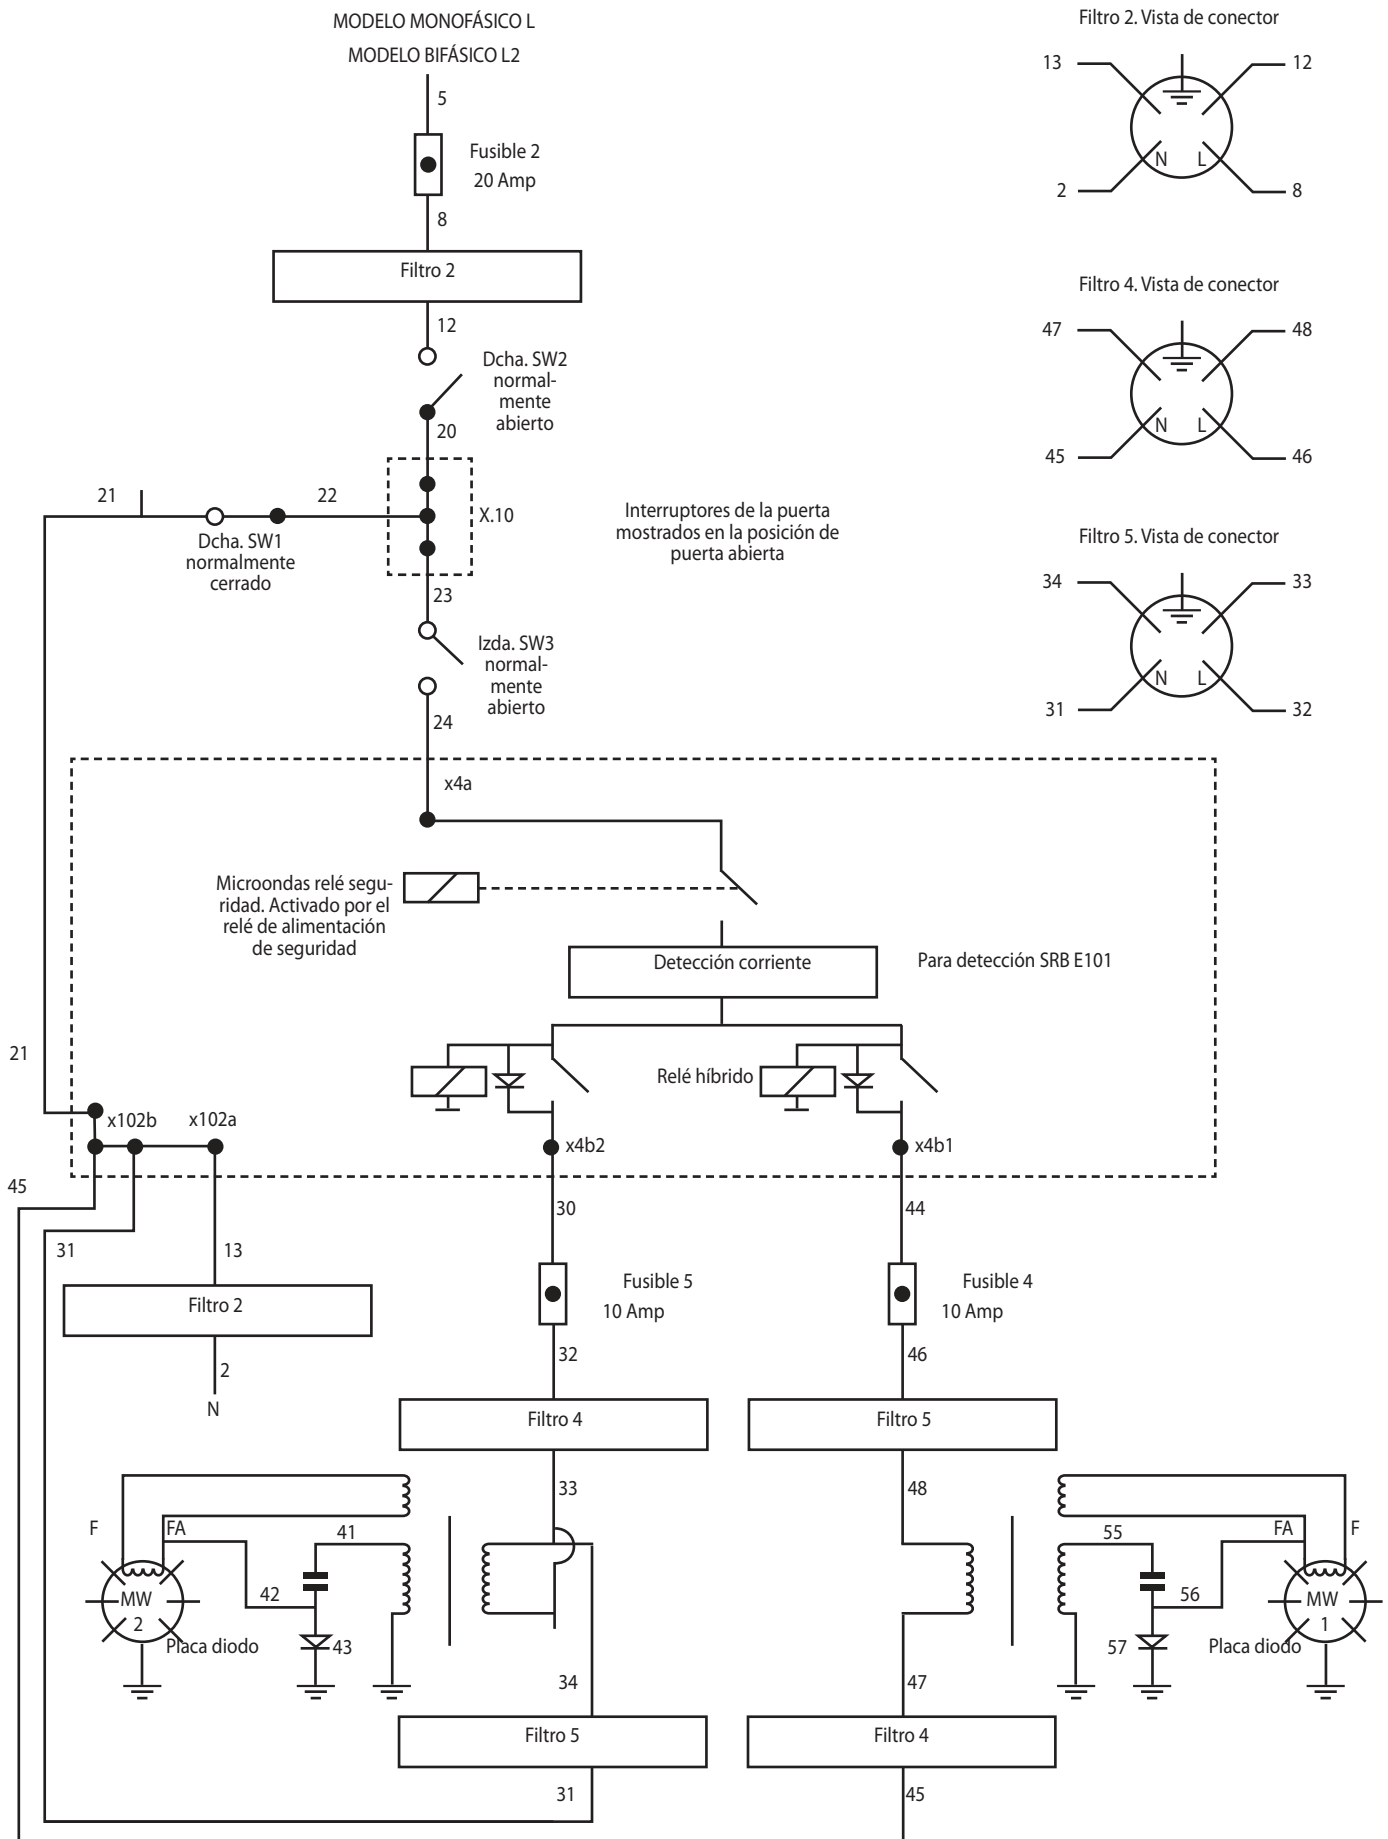 MODELO MONOFÁSICO L
MODELO BIFÁSICO L2
5
Fusible 2
20 Amp
8
Filtro 2
12
Dcha. SW2
normal-
mente
abierto
20
21
22
X.10
Dcha. SW1
normalmente
cerrado
23
Izda. SW3
normal-
mente
abierto
24
Interruptores de la puerta
mostrados en la posición de
puerta abierta
Filtro 2. Vista de conector
13
12
N
L
2
8
Filtro 4. Vista de conector
47
48
N
L
45
46
Filtro 5. Vista de conector
34
33
N
L
31
32
x4a
Microondas relé segu-
ridad. Activado por el
relé de alimentación
de seguridad
Detección corriente
Para detección SRB E101
Relé híbrido
21
x102b
x102a
x4b2
x4b1
45
31
13
30
44
Filtro 2
2
N
Fusible 5
10 Amp
Fusible 4
10 Amp
32
46
Filtro 4
Filtro 5
33
48
F
FA
41
42
MW
2
Placa diodo
43
55
FA
F
56
MW
1
57
Placa diodo
34
47
Filtro 5
Filtro 4
31
45